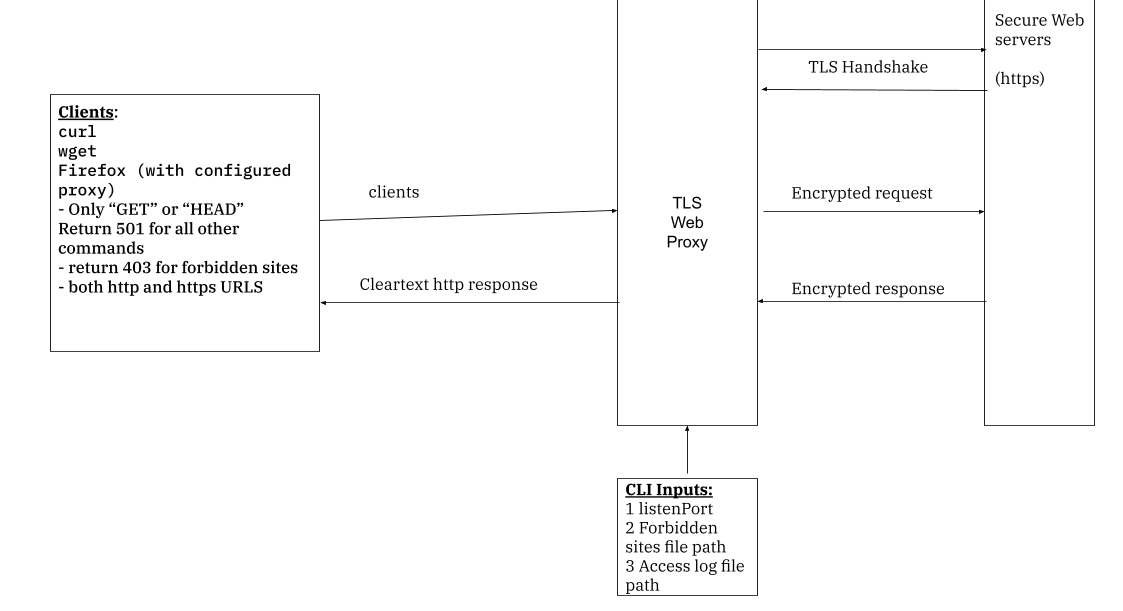 Secure Web
servers
(https)
TLS Handshake
Clients:
curl
wget
Firefox (with configured
proxy)
- Only “GET” or “HEAD”
Return 501 for all other
commands
- return 403 for forbidden sites
- both http and https URLS
clients
Cleartext http response
TLS
Web
Proxy
Encrypted request
Encrypted response
CLI Inputs:
1 listenPort
2 Forbidden
sites file path
3 Access log file
path